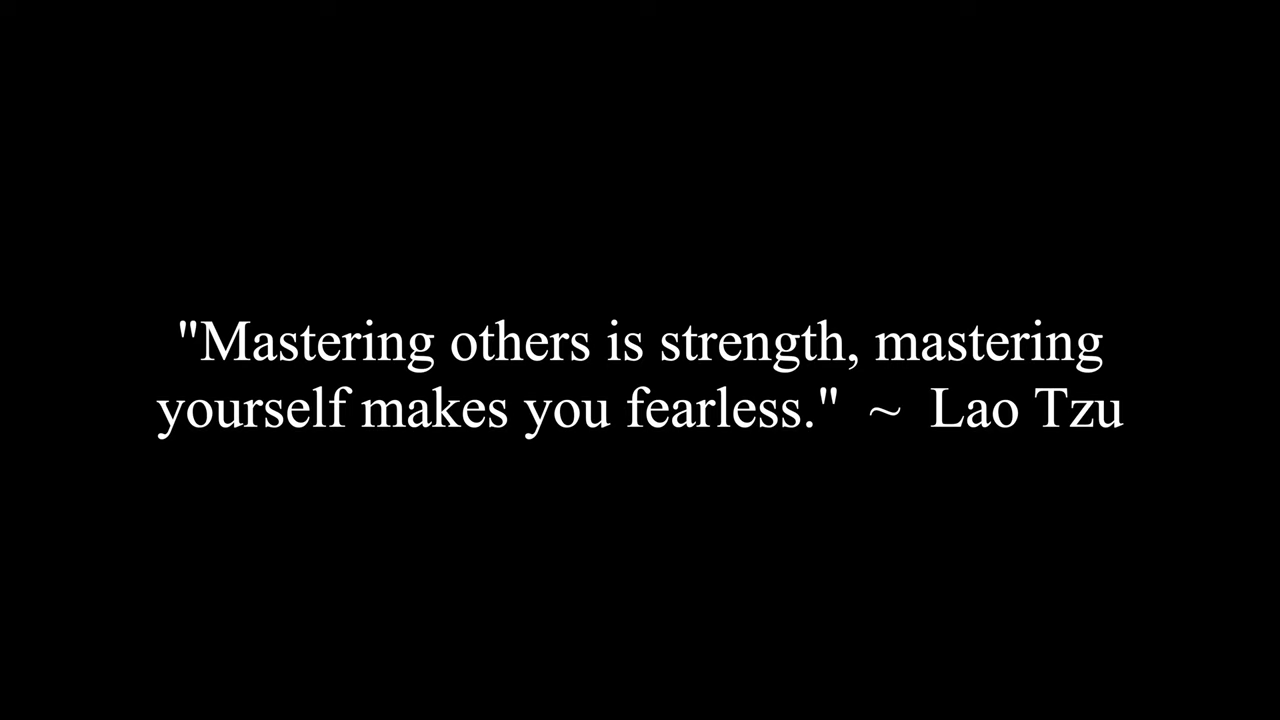 "Mastering others is strength, mastering
yourself makes you fearless."  ~  Lao Tzu